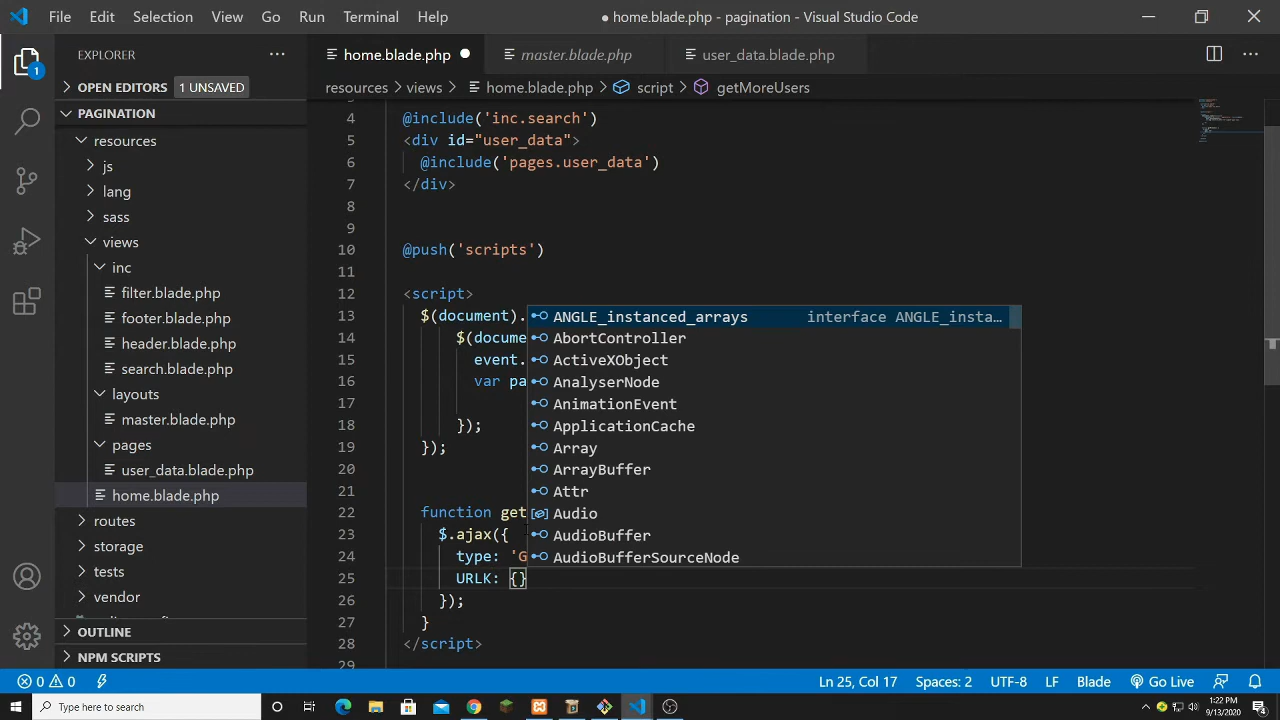 File Edit Selection View Go Run Terminal Help ● home.blade.php - pagination - Visual Studio Code
EXPLORER
home.blade.php master.blade.php user_data.blade.php
1
OPEN EDITORS 1 UNSAVED
resources > views > home.blade.php > script > getMoreUsers
PAGINATION
resources
js
lang
sass
views
inc
filter.blade.php
footer.blade.php
header.blade.php
search.blade.php
layouts
master.blade.php
pages
user_data.blade.php
home.blade.php
routes
storage
tests
vendor
OUTLINE
NPM SCRIPTS
4 @include('inc.search')
5 <div id="user_data">
6 @include('pages.user_data')
7 </div>
8
9
10 @push('scripts')
11
12 <script>
13 $(document).
14 $(docume
15 event.
16 var pa
17
18 });
19 });
20
21
22 function get
23 $.ajax({
24 type: 'G
25 URLK: {}
26 });
27 }
28 </script>
29
ANGLE_instanced_arrays interface ANGLE_insta…
AbortController
ActiveXObject
AnalyserNode
AnimationEvent
ApplicationCache
Array
ArrayBuffer
Attr
Audio
AudioBuffer
AudioBufferSourceNode
0 0 Ln 25, Col 17 Spaces: 2 UTF-8 LF Blade Go Live
Type here to search
1:22 PM
9/13/2020